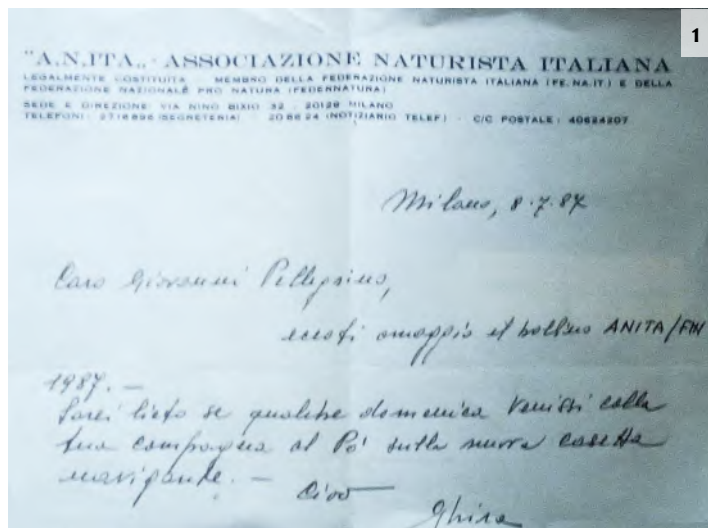 1
"A.N.ITA„ - ASSOCIAZIONE NATURISTA ITALIANA
LEGALMENTE COSTITUITA - MEMBRO DELLA FEDERAZIONE NATURISTA ITALIANA (FE.NA.IT.) E DELLA
FEDERAZIONE NAZIONALE PRO NATURA (FEDERNATURA)
SEDE E DIREZIONE: VIA NINO BIXIO 32 - 20129 MILANO
TELEFONI: 2718896 (SEGRETERIA) - 208824 (NOTIZIARIO TELEF.) - C/C POSTALE: 40624207
Milano, 8.7.87
Caro Giovanni Pellegrino,
eccoti omaggio il bollino ANITA/FNI
1987. —
Sarei lieto se qualche domenica venissi colla
tua compagna al Po' sulla nuova casetta
navigante. — Ciao
Ghira